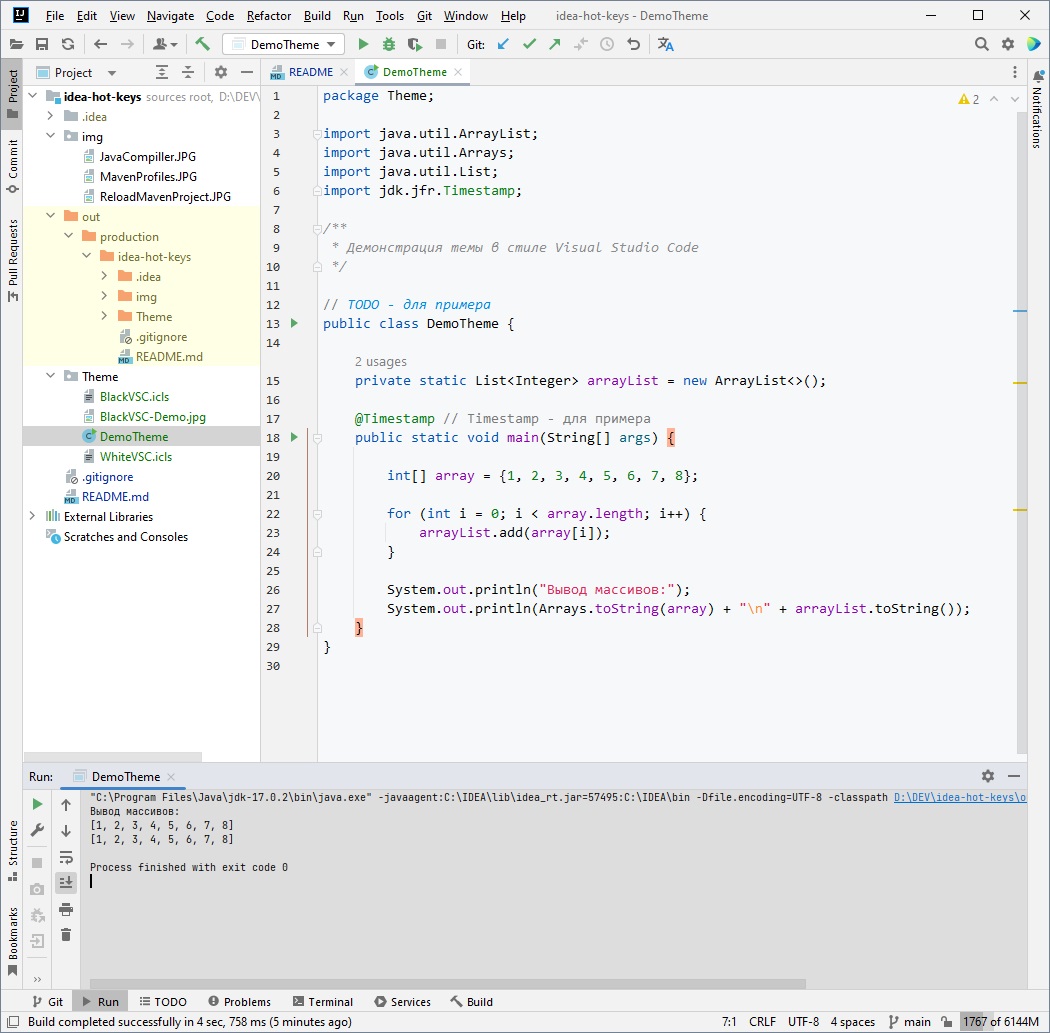 File Edit View Navigate Code Refactor Build Run Tools Git Window Help idea-hot-keys - DemoTheme
DemoTheme Git:
Project
README DemoTheme
Project
Commit
Pull Requests
Structure
Bookmarks
Notifications
idea-hot-keys sources root, D:\DEV\
.idea
img
JavaCompiller.JPG
MavenProfiles.JPG
ReloadMavenProject.JPG
out
production
idea-hot-keys
.idea
img
Theme
.gitignore
README.md
Theme
BlackVSC.icls
BlackVSC-Demo.jpg
DemoTheme
WhiteVSC.icls
.gitignore
README.md
External Libraries
Scratches and Consoles
2
1 package Theme;
2
3 import java.util.ArrayList;
4 import java.util.Arrays;
5 import java.util.List;
6 import jdk.jfr.Timestamp;
7
8 /**
9 * Демонстрация темы в стиле Visual Studio Code
10 */
11
12 // TODO - для примера
13 public class DemoTheme {
14
2 usages
15 private static List<Integer> arrayList = new ArrayList<>();
16
17 @Timestamp // Timestamp - для примера
18 public static void main(String[] args) {
19
20 int[] array = {1, 2, 3, 4, 5, 6, 7, 8};
21
22 for (int i = 0; i < array.length; i++) {
23 arrayList.add(array[i]);
24 }
25
26 System.out.println("Вывод массивов:");
27 System.out.println(Arrays.toString(array) + "\n" + arrayList.toString());
28 }
29 }
30
Run: DemoTheme
"C:\Program Files\Java\jdk-17.0.2\bin\java.exe" -javaagent:C:\IDEA\lib\idea_rt.jar=57495:C:\IDEA\bin -Dfile.encoding=UTF-8 -classpath D:\DEV\idea-hot-keys\o
Вывод массивов:
[1, 2, 3, 4, 5, 6, 7, 8]
[1, 2, 3, 4, 5, 6, 7, 8]
Process finished with exit code 0
Git Run TODO Problems Terminal Services Build
Build completed successfully in 4 sec, 758 ms (5 minutes ago) 7:1 CRLF UTF-8 4 spaces main 1767 of 6144M